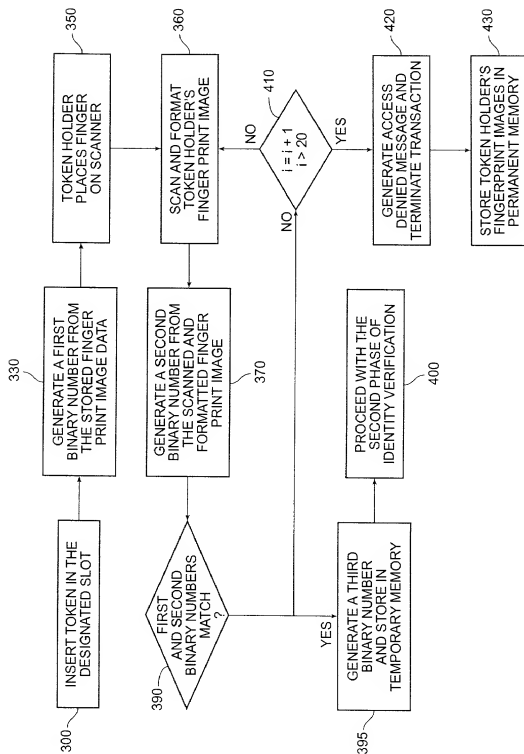 300
INSERT TOKEN IN THE
DESIGNATED SLOT
330
GENERATE A FIRST
BINARY NUMBER FROM
THE STORED FINGER
PRINT IMAGE DATA
350
TOKEN HOLDER
PLACES FINGER
ON SCANNER
360
SCAN AND FORMAT
TOKEN HOLDER'S
FINGER PRINT IMAGE
370
GENERATE A SECOND
BINARY NUMBER FROM
THE SCANNED AND
FORMATTED FINGER
PRINT IMAGE
390
FIRST
AND SECOND
BINARY NUMBERS
MATCH
?
YES
NO
395
GENERATE A THIRD
BINARY NUMBER
AND STORE IN
TEMPORARY MEMORY
400
PROCEED WITH THE
SECOND PHASE OF
IDENTITY VERIFICATION
410
i = i + 1
i > 20
NO
YES
420
GENERATE ACCESS
DENIED MESSAGE AND
TERMINATE TRANSACTION
430
STORE TOKEN HOLDER'S
FINGERPRINT IMAGES IN
PERMANENT MEMORY